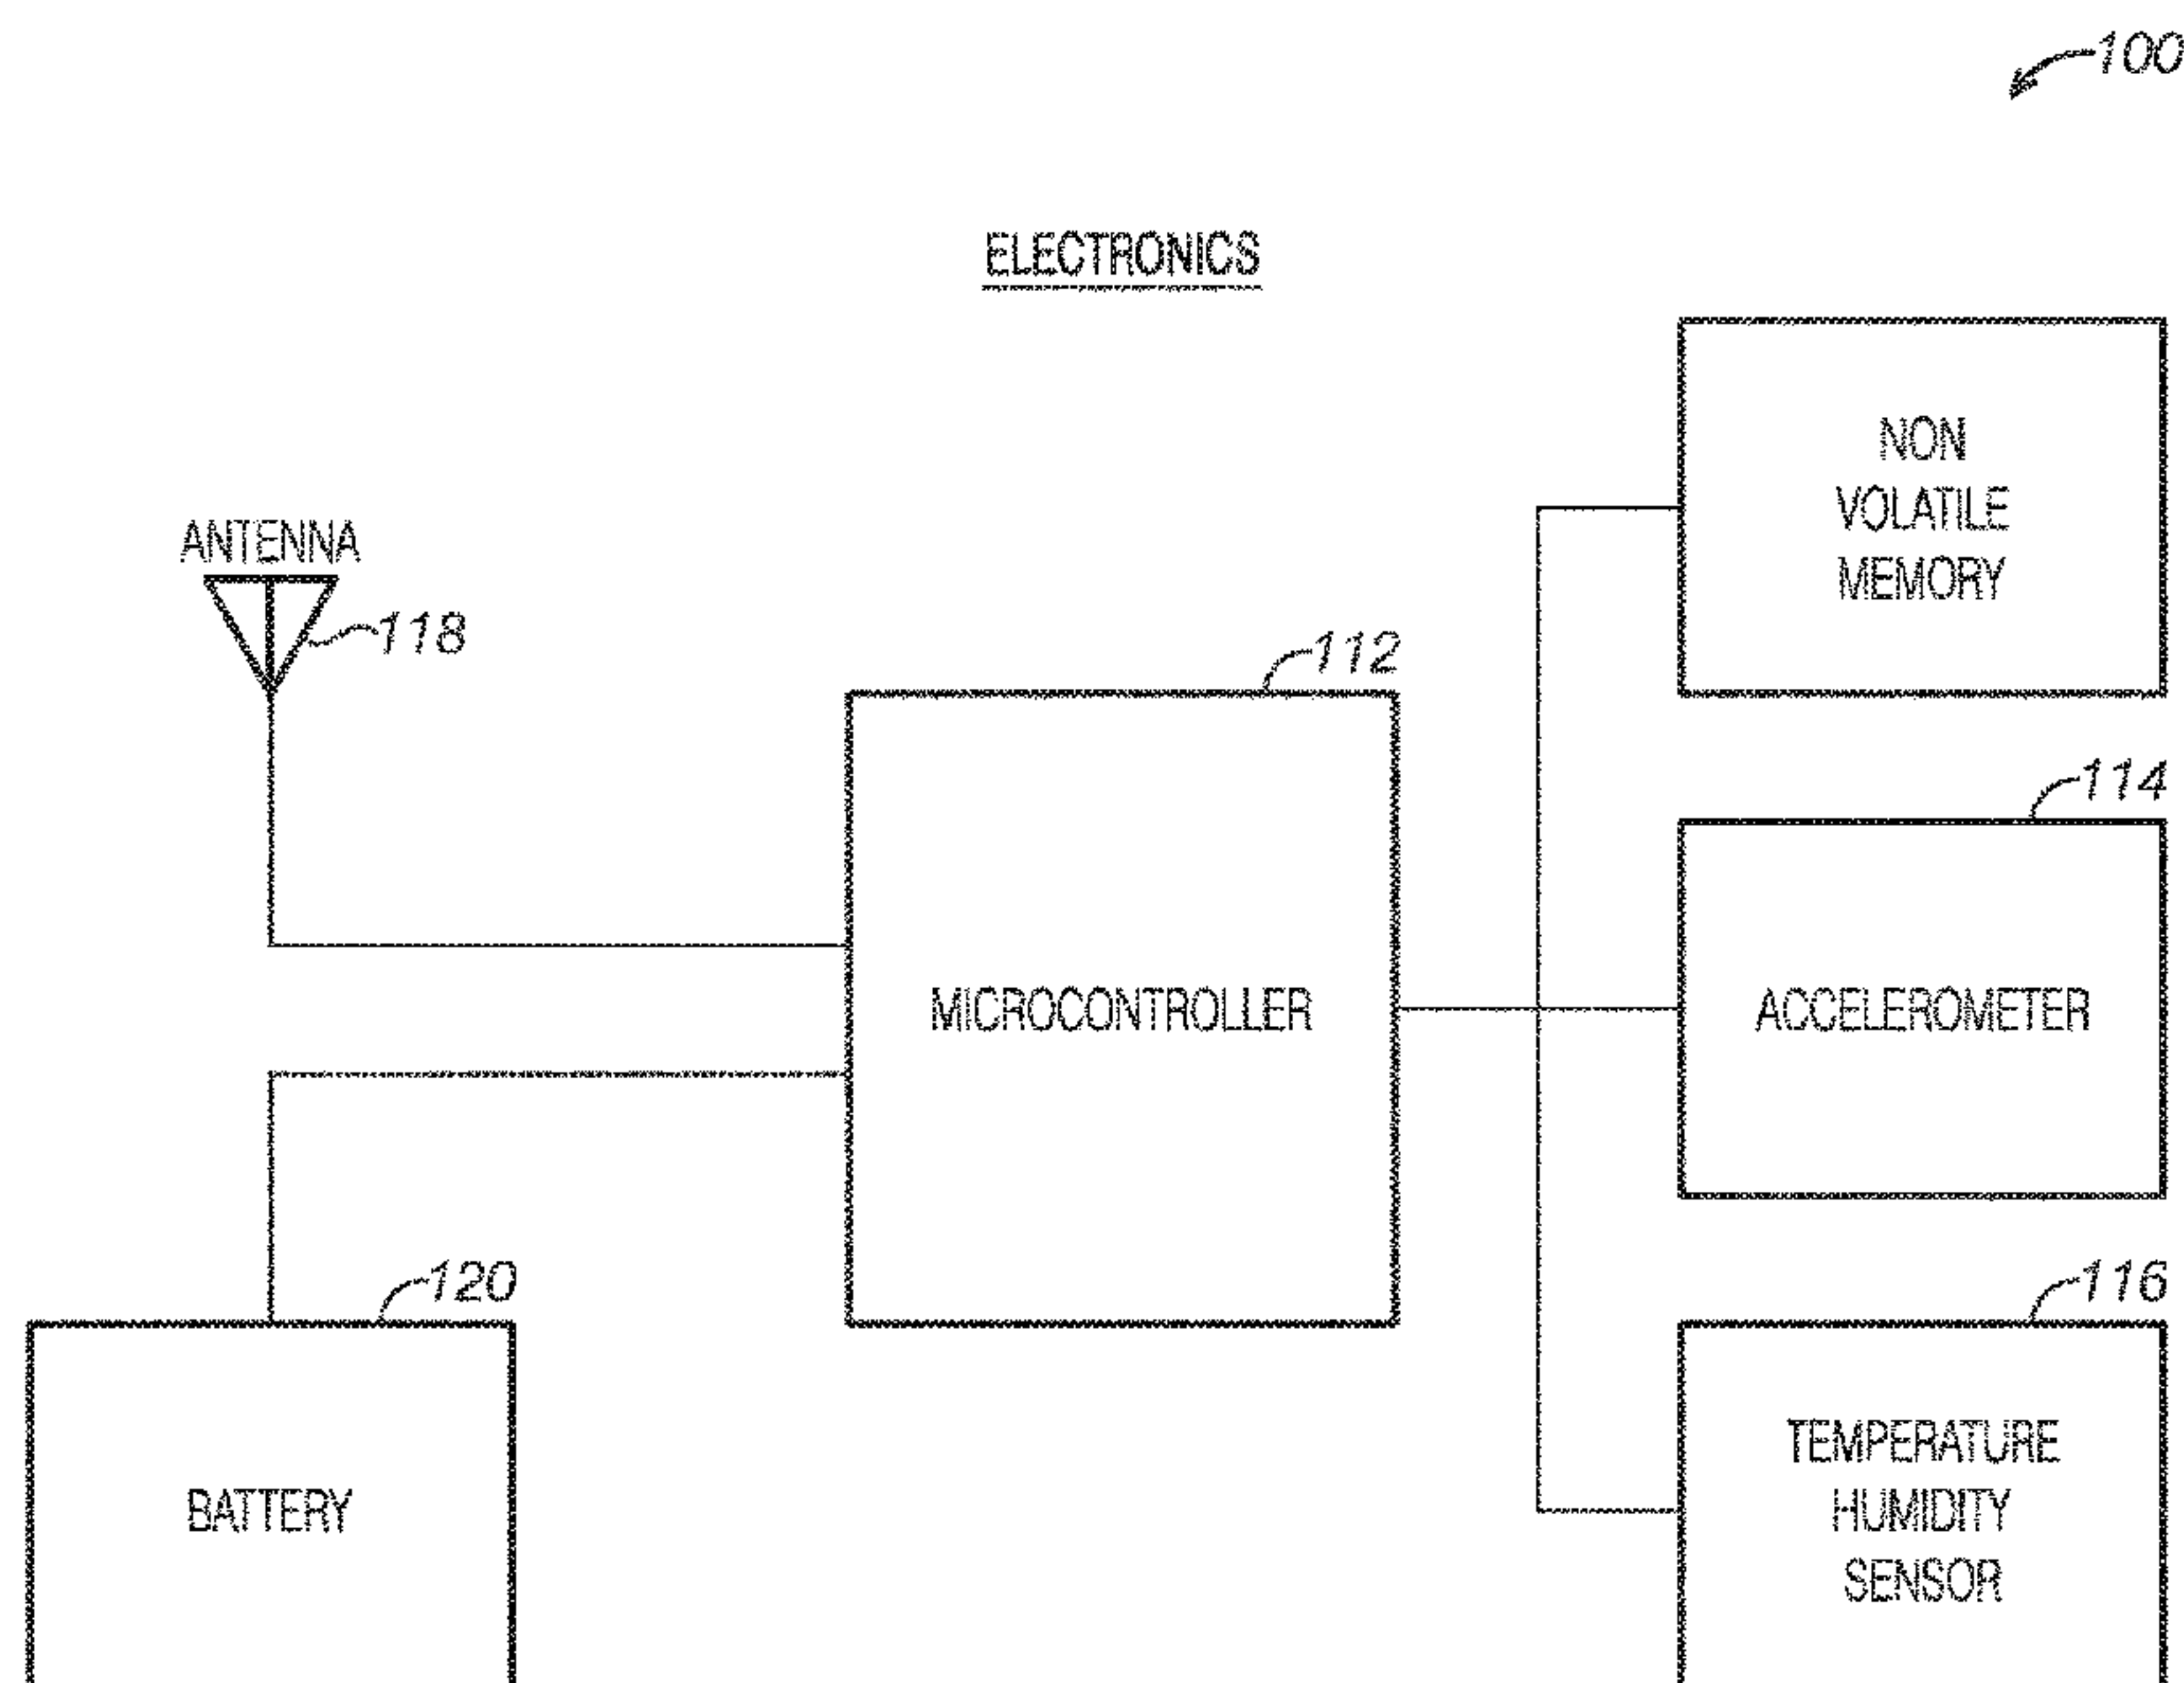 100
ELECTRONICS
NON
VOLATILE
MEMORY
ANTENNA
118
112
114
MICROCONTROLLER
ACCELEROMETER
120
116
BATTERY
TEMPERATURE
HUMIDITY
SENSOR